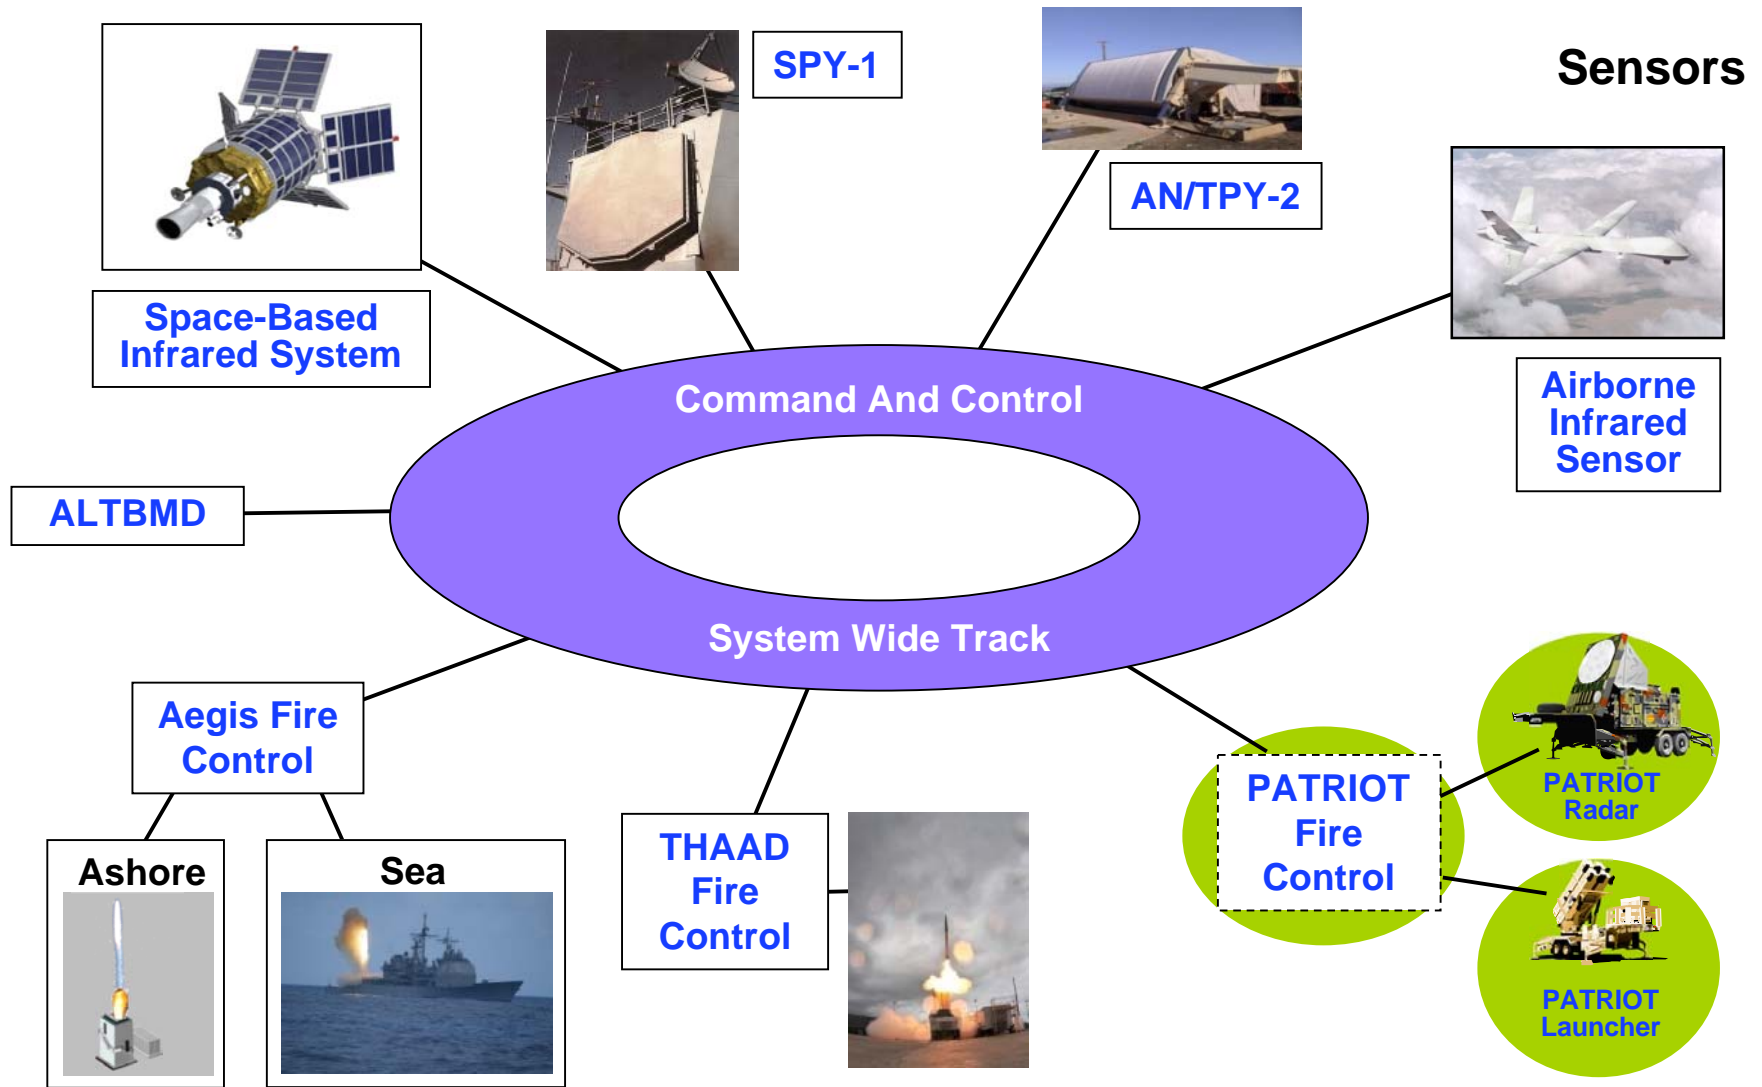 SPY-1
Sensors
AN/TPY-2
Space-Based
Infrared System
Command And Control
Airborne
Infrared
Sensor
ALTBMD
System Wide Track
Aegis Fire
Control
PATRIOT
Fire
Control
PATRIOT
Radar
THAAD
Fire
Control
Ashore
Sea
PATRIOT
Launcher